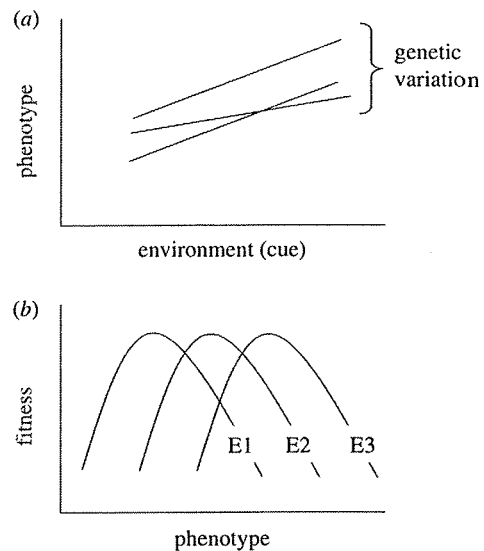 (a)
phenotype
genetic
variation
environment (cue)
(b)
fitness
E1 E2 E3
phenotype